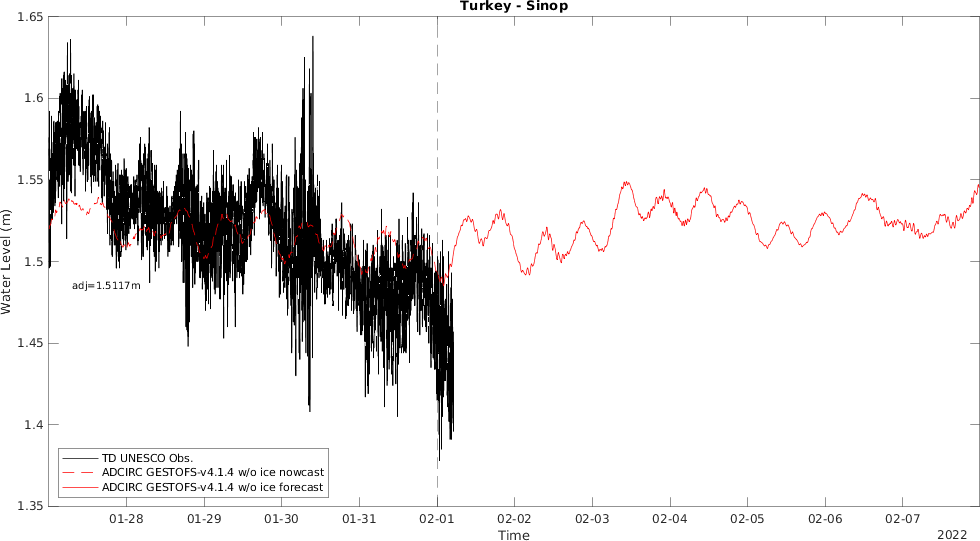 Turkey - Sinop
1.65
1.6
1.55
1.5
1.45
1.4
1.35
Water Level (m)
adj=1.5117m
TD UNESCO Obs.
ADCIRC GESTOFS-v4.1.4 w/o ice nowcast
ADCIRC GESTOFS-v4.1.4 w/o ice forecast
01-28 01-29 01-30 01-31 02-01 02-02 02-03 02-04 02-05 02-06 02-07
Time
2022